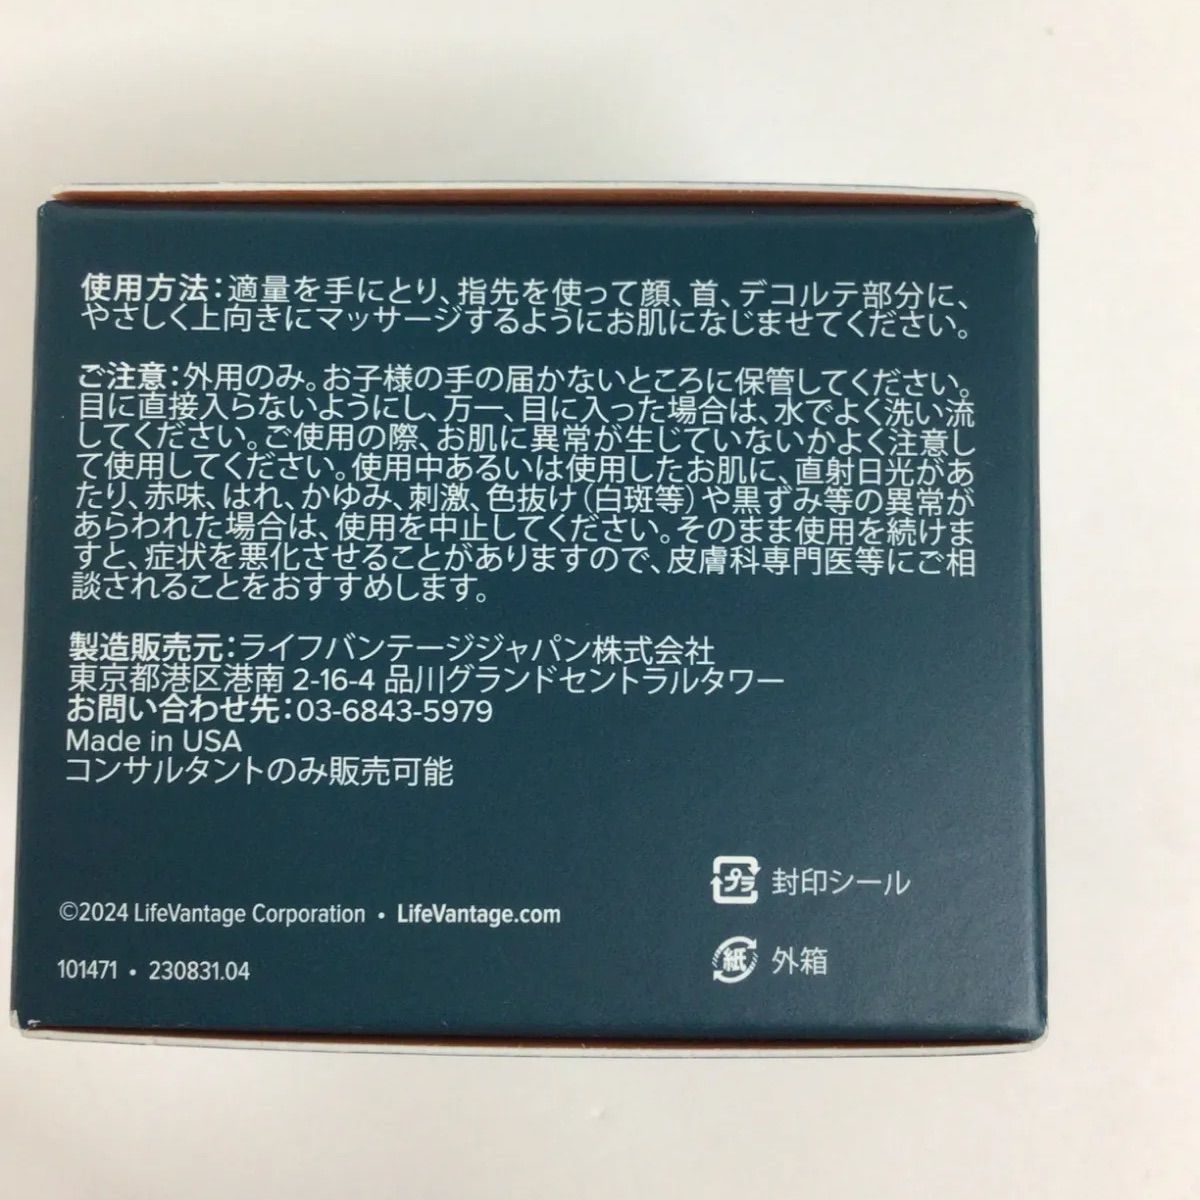 使用方法：適量を手にとり、指先を使って顔、首、デコルテ部分に、
やさしく上向きにマッサージするようにお肌になじませてください。
ご注意：外用のみ。お子様の手の届かないところに保管してください。
目に直接入らないようにし、万一、目に入った場合は、水でよく洗い流
してください。ご使用の際、お肌に異常が生じていないかよく注意し
て使用してください。使用中あるいは使用したお肌に、直射日光があ
たり、赤味、はれ、かゆみ、刺激、色抜け（白斑等）や黒ずみ等の異常が
あらわれた場合は、使用を中止してください。そのまま使用を続けま
すと、症状を悪化させることがありますので、皮膚科専門医等にご相
談されることをおすすめします。
製造販売元：ライフバンテージジャパン株式会社
東京都港区港南 2-16-4 品川グランドセントラルタワー
お問い合わせ先：03-6843-5979
Made in USA
コンサルタントのみ販売可能
プラ 封印シール
©2024 LifeVantage Corporation • LifeVantage.com
紙 外箱
101471 • 230831.04